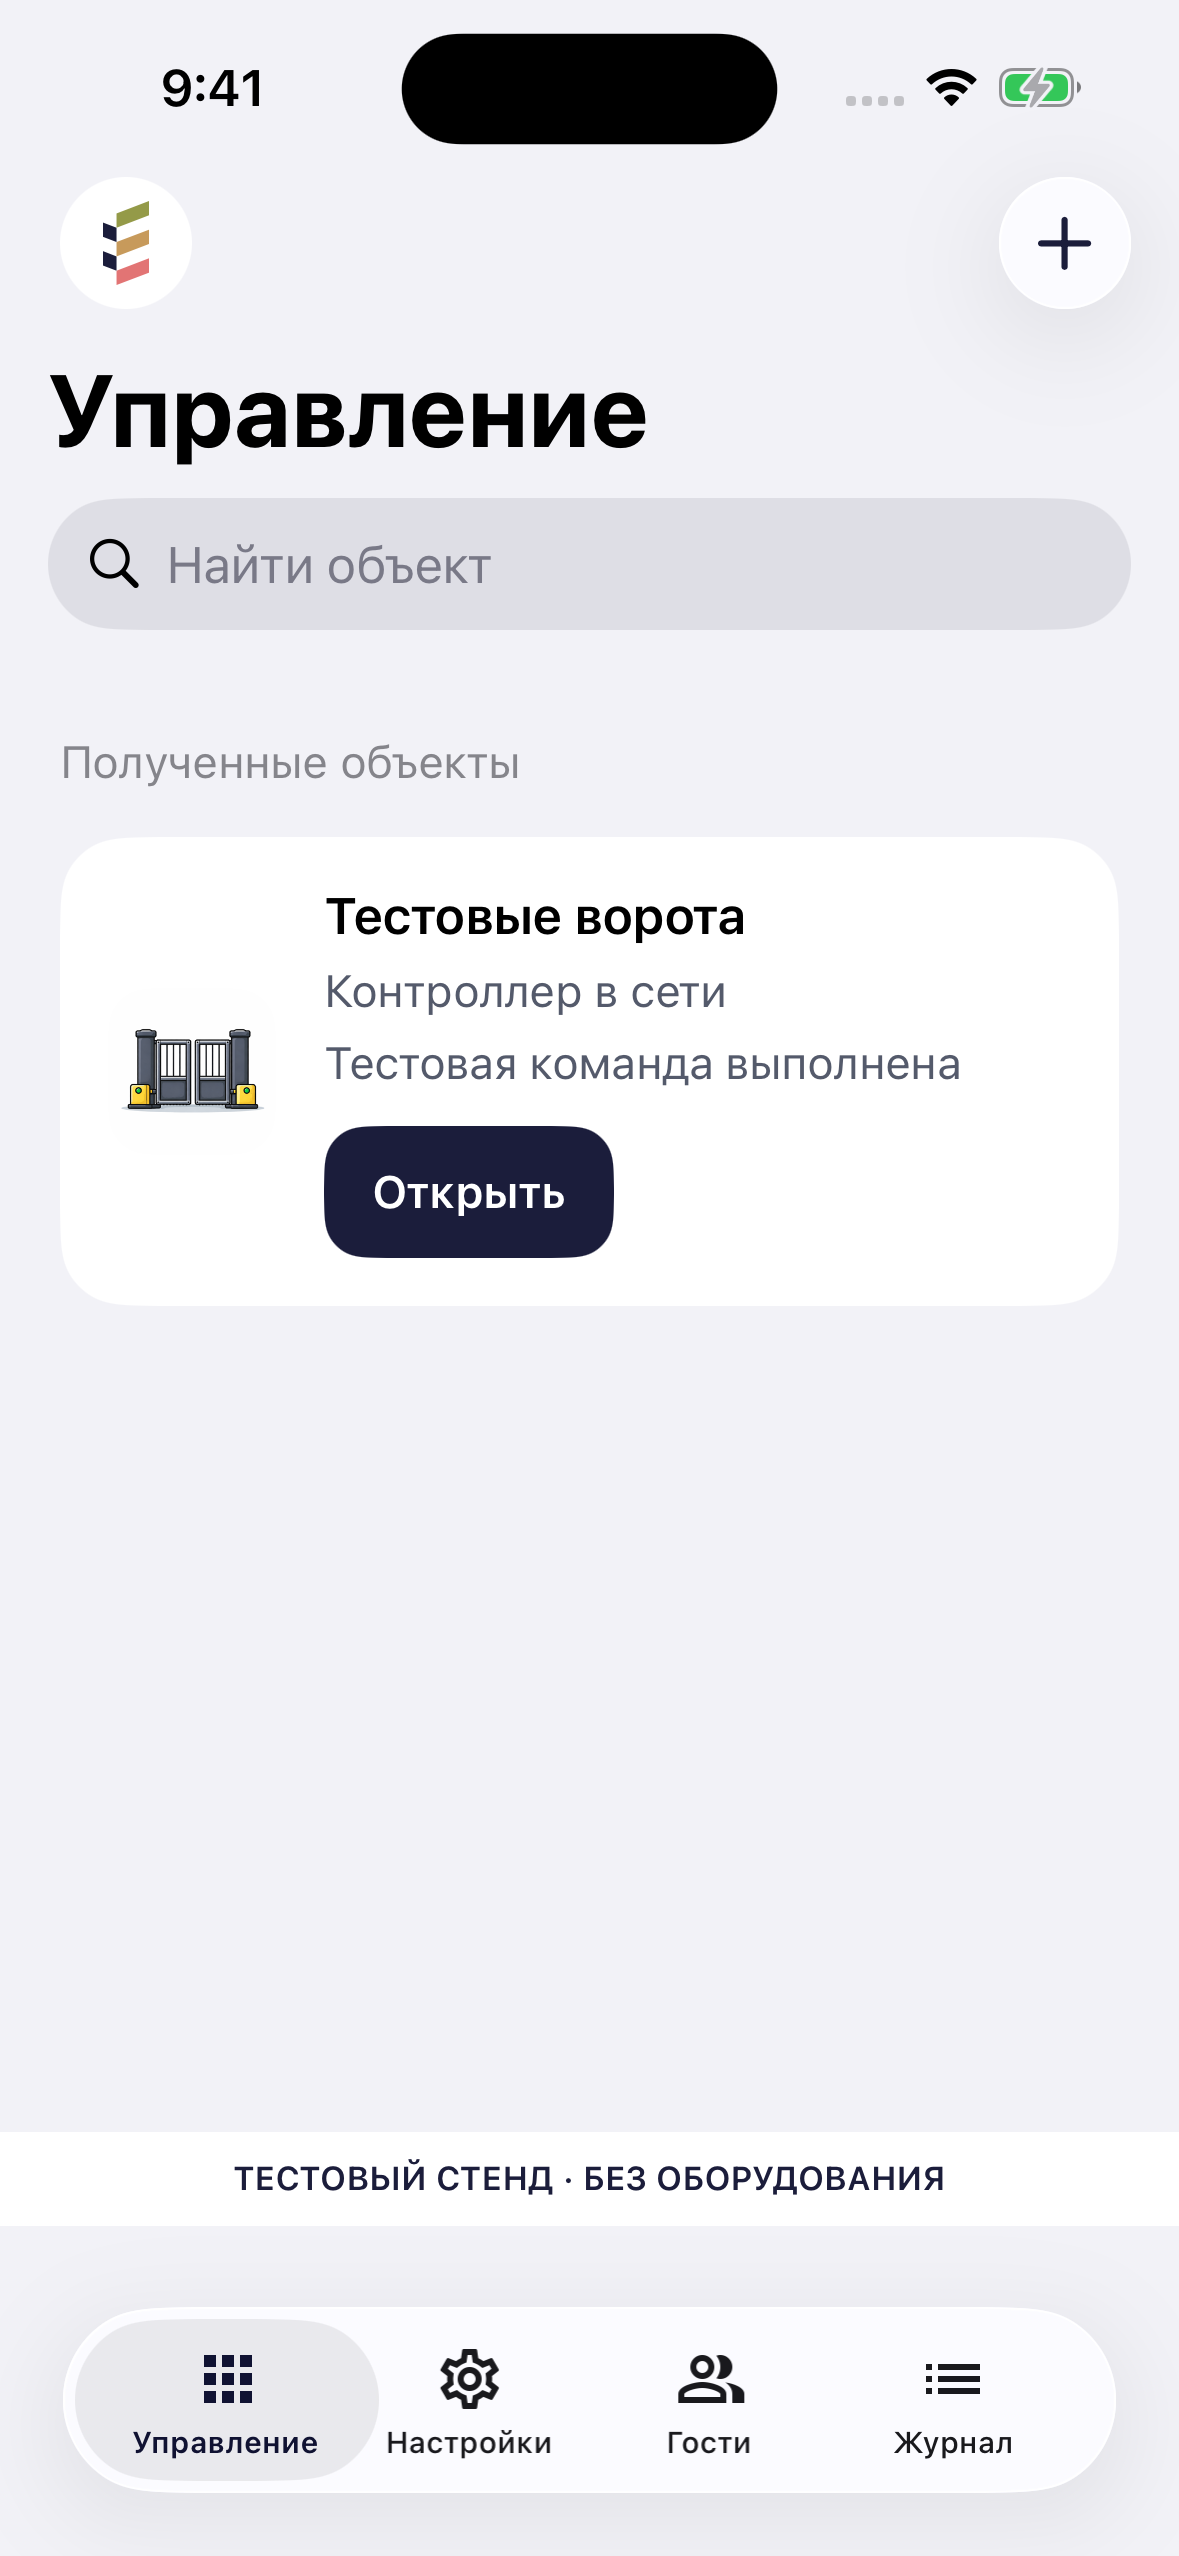 9:41
Управление
Найти объект
Полученные объекты
Тестовые ворота
Контроллер в сети
Тестовая команда выполнена
Открыть
ТЕСТОВЫЙ СТЕНД · БЕЗ ОБОРУДОВАНИЯ
Управление Настройки Гости Журнал